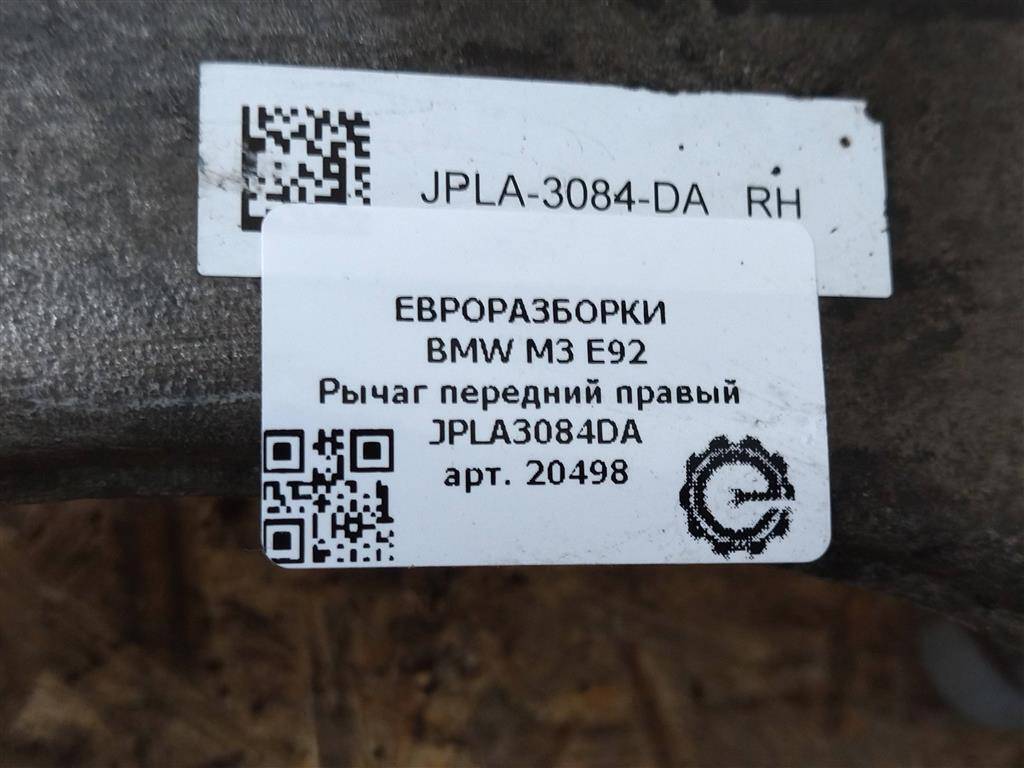 JPLA-3084-DA RH
ЕВРОРАЗБОРКИ
BMW M3 E92
Рычаг передний правый
JPLA3084DA
арт. 20498